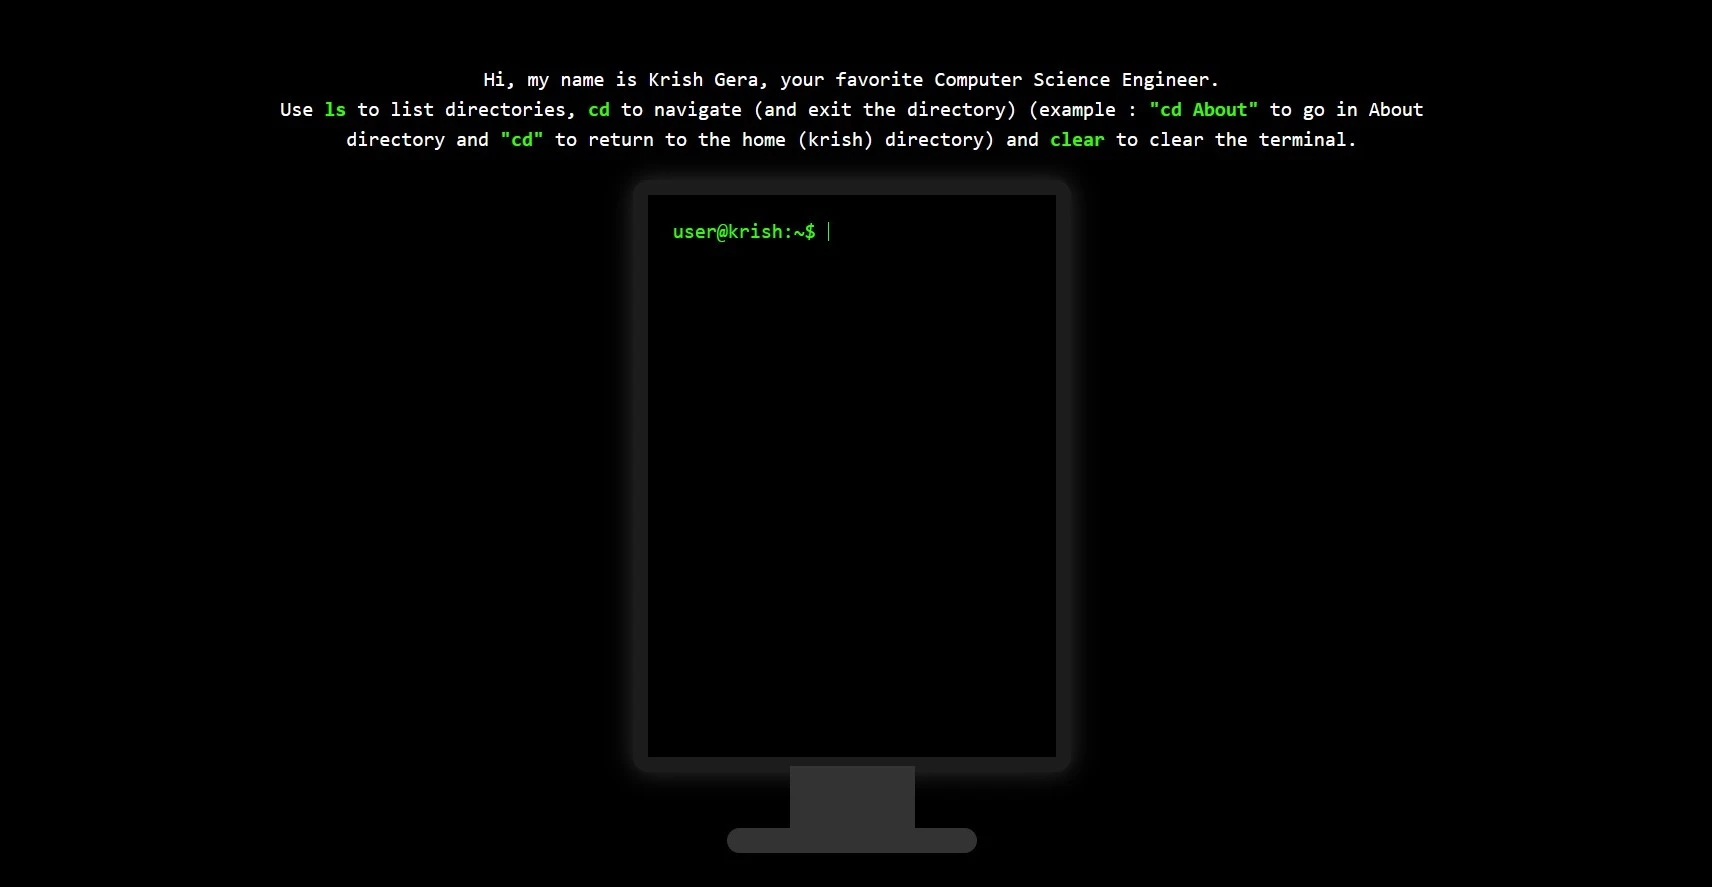 Hi, my name is Krish Gera, your favorite Computer Science Engineer.
Use ls to list directories, cd to navigate (and exit the directory) (example : "cd About" to go in About
directory and "cd" to return to the home (krish) directory) and clear to clear the terminal.
user@krish:~$